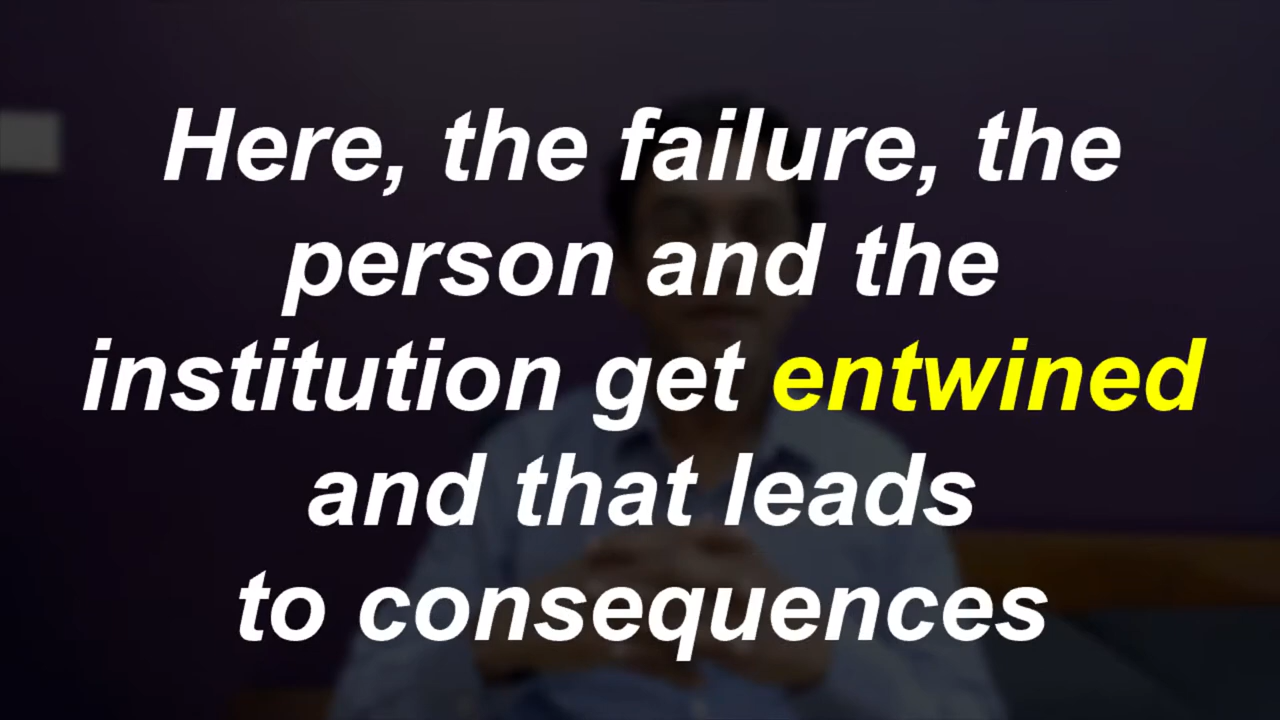 Here, the failure, the
person and the
institution get entwined
and that leads
to consequences